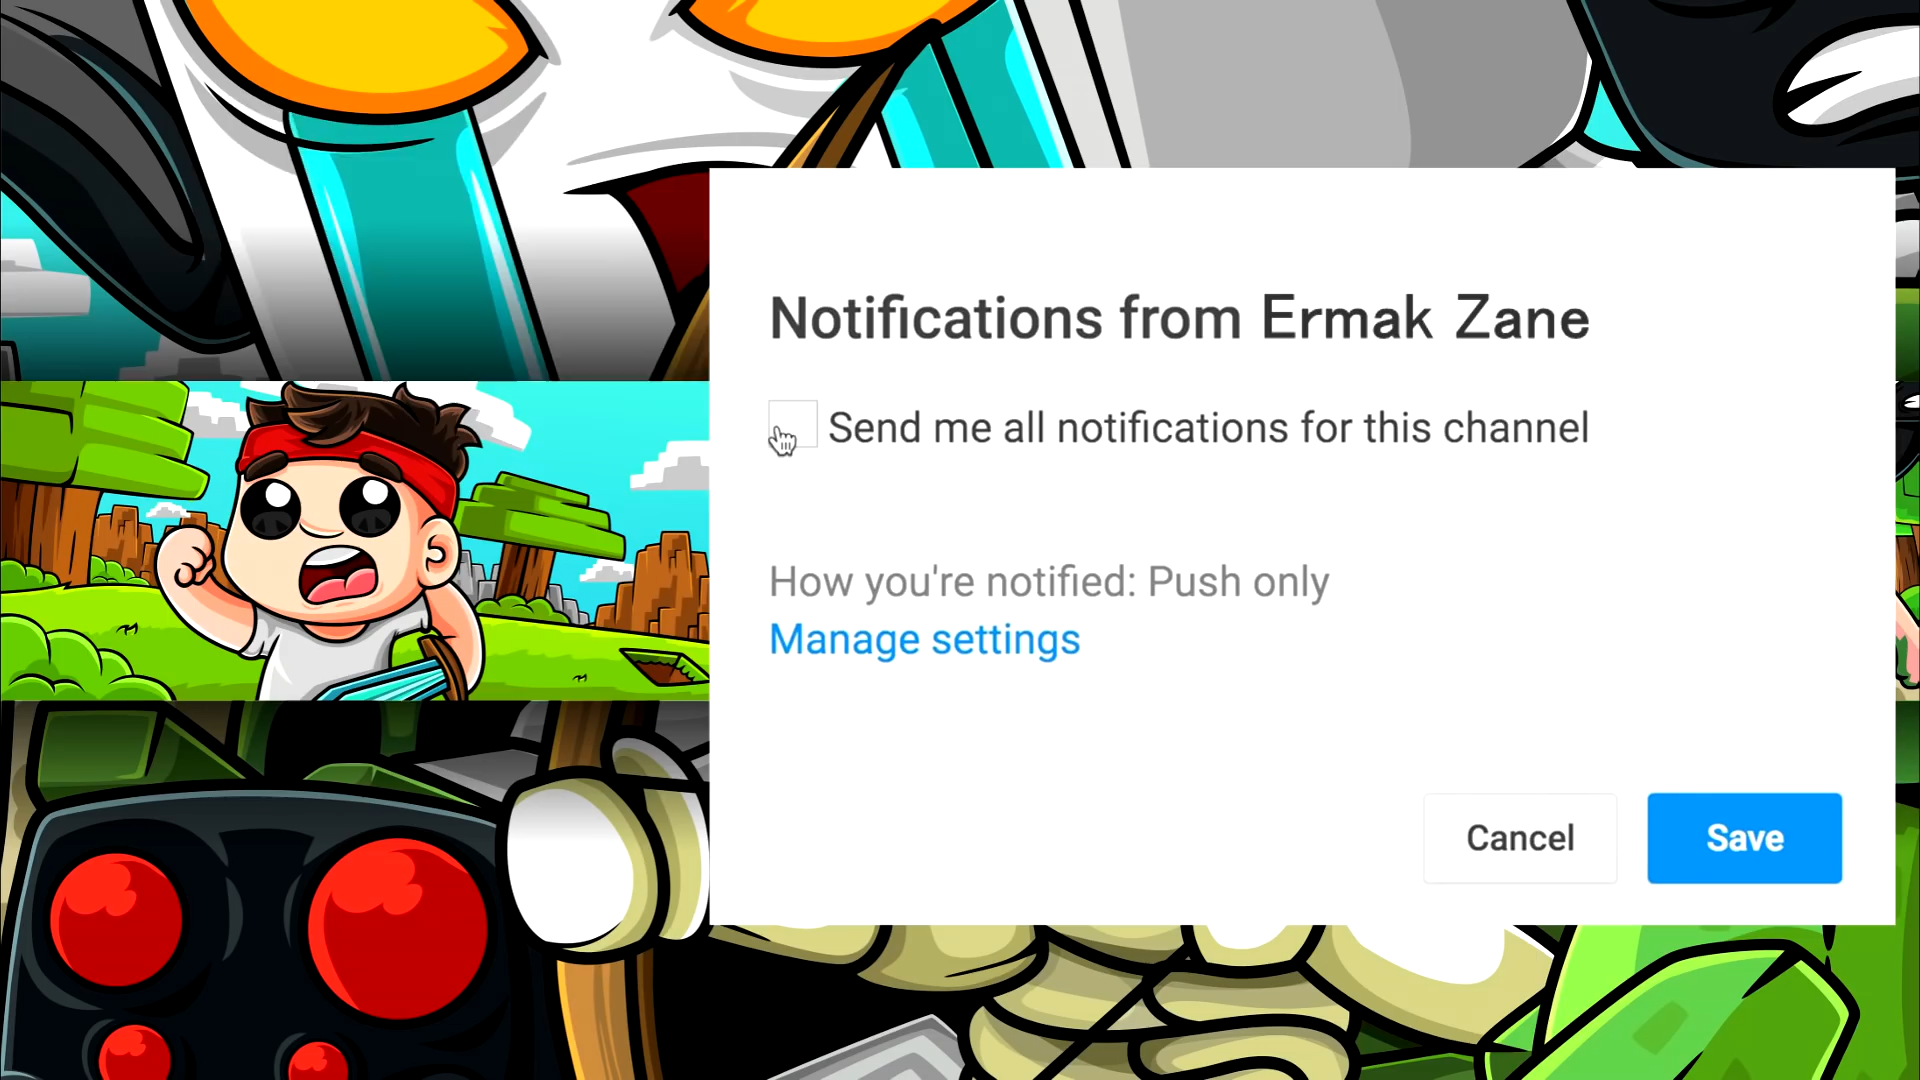 Notifications from Ermak Zane
Send me all notifications for this channel
How you're notified: Push only
Manage settings
Cancel
Save